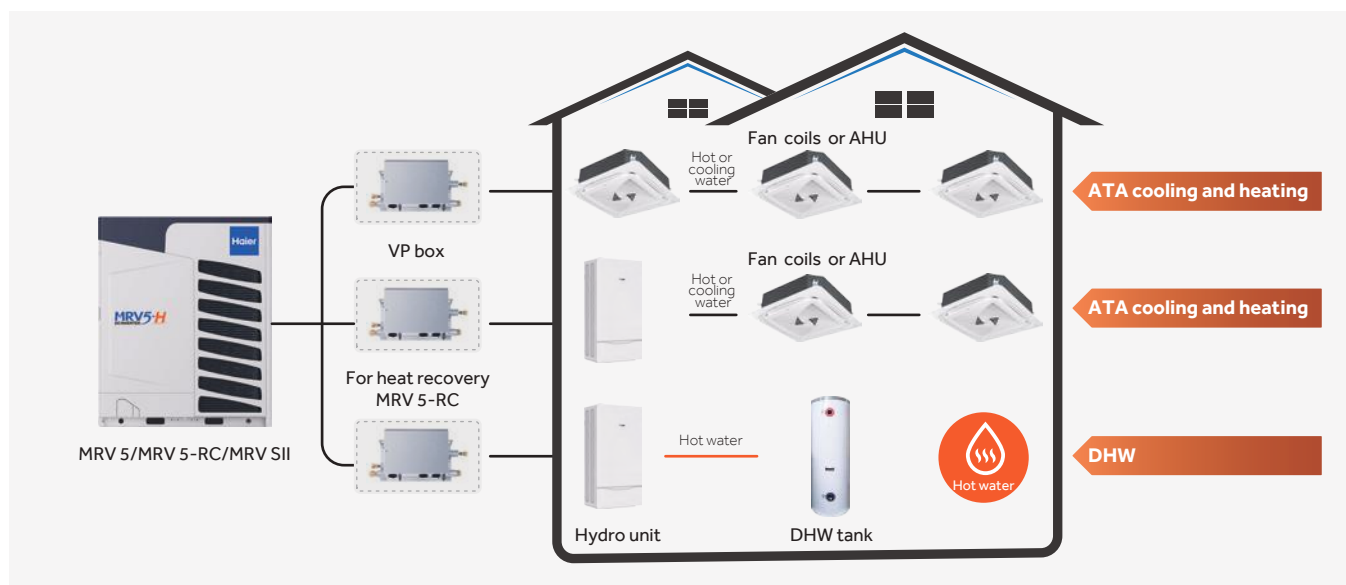 Fan coils or AHU
Hot or
cooling
water
ATA cooling and heating
VP box
Haier
MRV5-H
Fan coils or AHU
Hot or
cooling
water
ATA cooling and heating
For heat recovery
MRV 5-RC
MRV 5/MRV 5-RC/MRV SII
Hot water
DHW
Hot water
Hydro unit
DHW tank